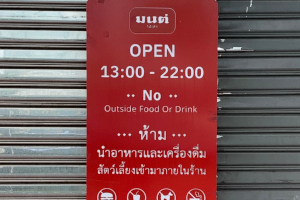 มนต์
OPEN
13:00 - 22:00
·· No ··
Outside Food Or Drink
··· ห้าม ···
นำอาหารและเครื่องดื่ม
สัตว์เลี้ยงเข้ามาภายในร้าน